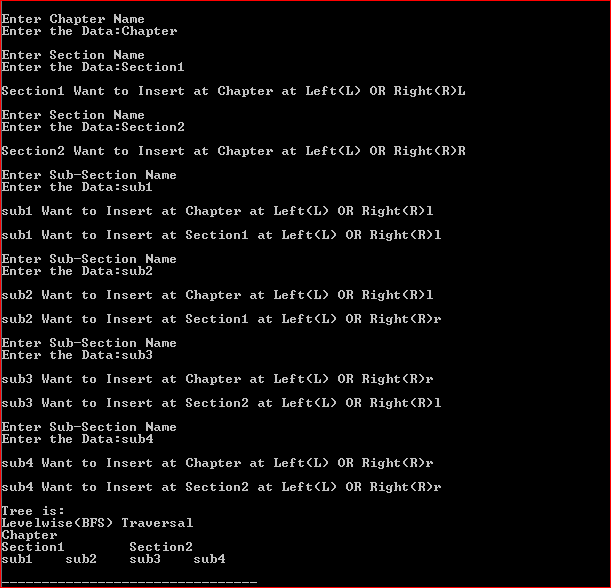 Enter Chapter Name
Enter the Data:Chapter
Enter Section Name
Enter the Data:Section1
Section1 Want to Insert at Chapter at Left(L) OR Right(R)L
Enter Section Name
Enter the Data:Section2
Section2 Want to Insert at Chapter at Left(L) OR Right(R)R
Enter Sub-Section Name
Enter the Data:sub1
sub1 Want to Insert at Chapter at Left(L) OR Right(R)l
sub1 Want to Insert at Section1 at Left(L) OR Right(R)l
Enter Sub-Section Name
Enter the Data:sub2
sub2 Want to Insert at Chapter at Left(L) OR Right(R)l
sub2 Want to Insert at Section1 at Left(L) OR Right(R)r
Enter Sub-Section Name
Enter the Data:sub3
sub3 Want to Insert at Chapter at Left(L) OR Right(R)r
sub3 Want to Insert at Section2 at Left(L) OR Right(R)l
Enter Sub-Section Name
Enter the Data:sub4
sub4 Want to Insert at Chapter at Left(L) OR Right(R)r
sub4 Want to Insert at Section2 at Left(L) OR Right(R)r
Tree is:
Levelwise(BFS) Traversal
Chapter
Section1        Section2
sub1    sub2    sub3    sub4
--------------------------------